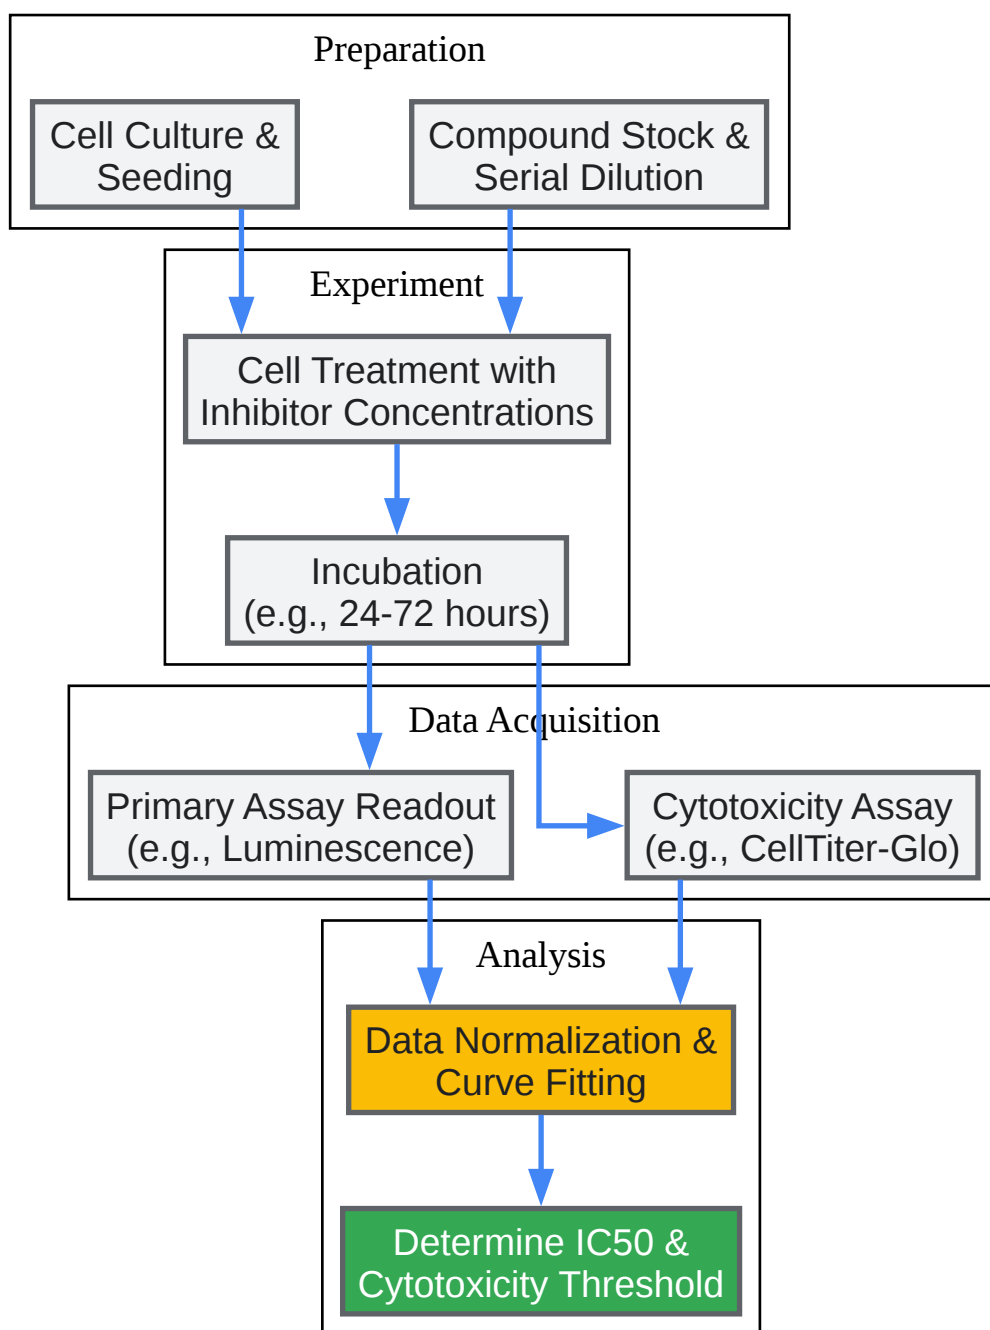 Preparation
Cell Culture &
Seeding
Compound Stock &
Serial Dilution
Experiment
Cell Treatment with
Inhibitor Concentrations
Incubation
(e.g., 24-72 hours)
Data Acquisition
Primary Assay Readout
(e.g., Luminescence)
Cytotoxicity Assay
(e.g., CellTiter-Glo)
Analysis
Data Normalization &
Curve Fitting
Determine IC50 &
Cytotoxicity Threshold